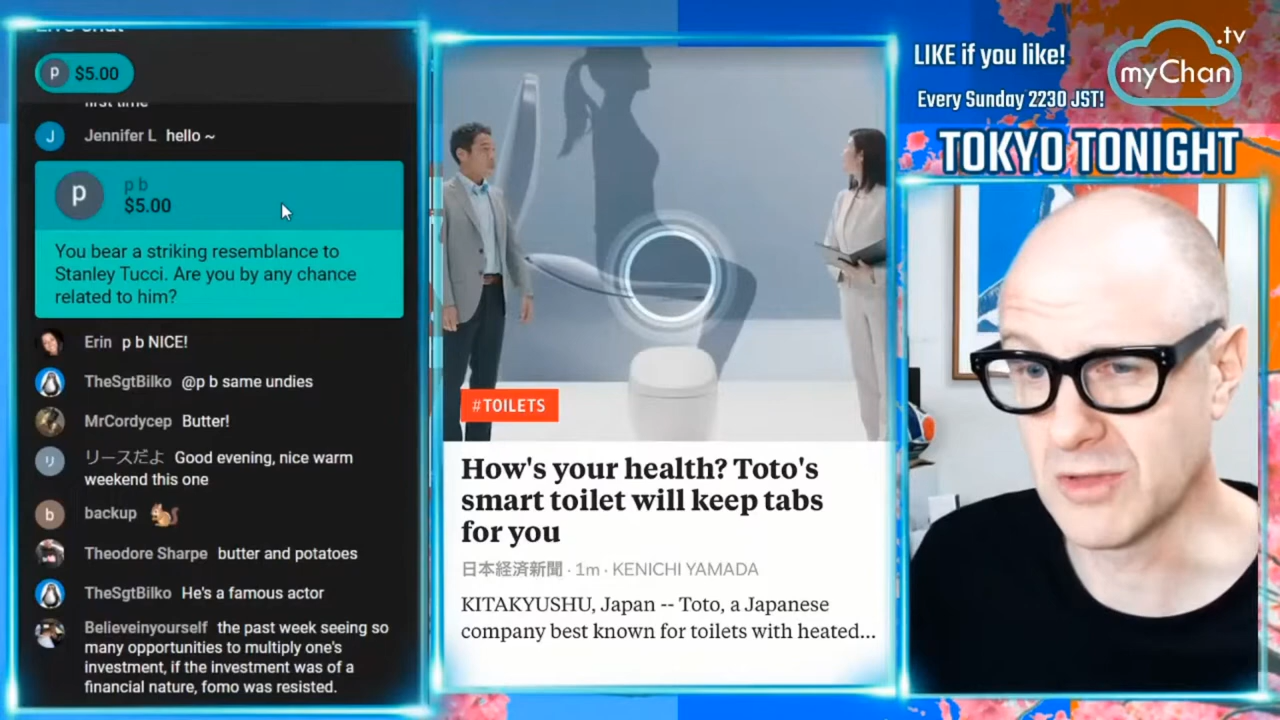 Live chat
p $5.00
first time
J Jennifer L hello ~
p p b
$5.00
You bear a striking resemblance to
Stanley Tucci. Are you by any chance
related to him?
Erin p b NICE!
TheSgtBilko @p b same undies
MrCordycep Butter!
リ リースだよ Good evening, nice warm
weekend this one
b backup
Theodore Sharpe butter and potatoes
TheSgtBilko He's a famous actor
Believeinyourself the past week seeing so
many opportunities to multiply one's
investment, if the investment was of a
financial nature, fomo was resisted.
#TOILETS
How's your health? Toto's
smart toilet will keep tabs
for you
日本経済新聞 · 1m · KENICHI YAMADA
KITAKYUSHU, Japan -- Toto, a Japanese
company best known for toilets with heated...
LIKE if you like!
Every Sunday 2230 JST!
myChan.tv
TOKYO TONIGHT